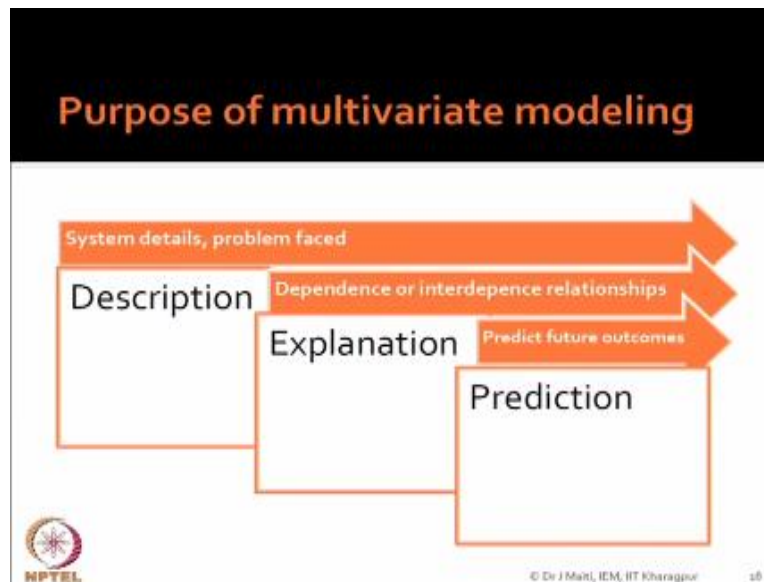 Purpose of multivariate modeling
System details, problem faced
Description
Dependence or interdepence relationships
Explanation
Predict future outcomes
Prediction
NPTEL
© Dr J Maiti, IEM, IIT Kharagpur
18